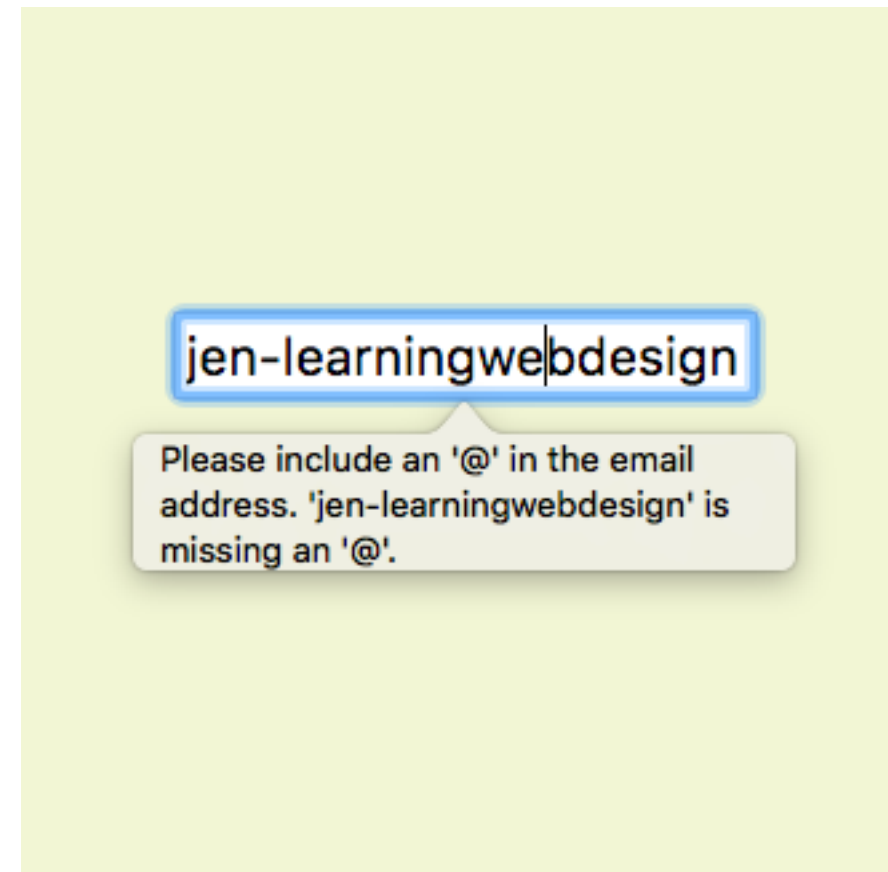 jen-learningwebdesign
Please include an '@' in the email
address. 'jen-learningwebdesign' is
missing an '@'.